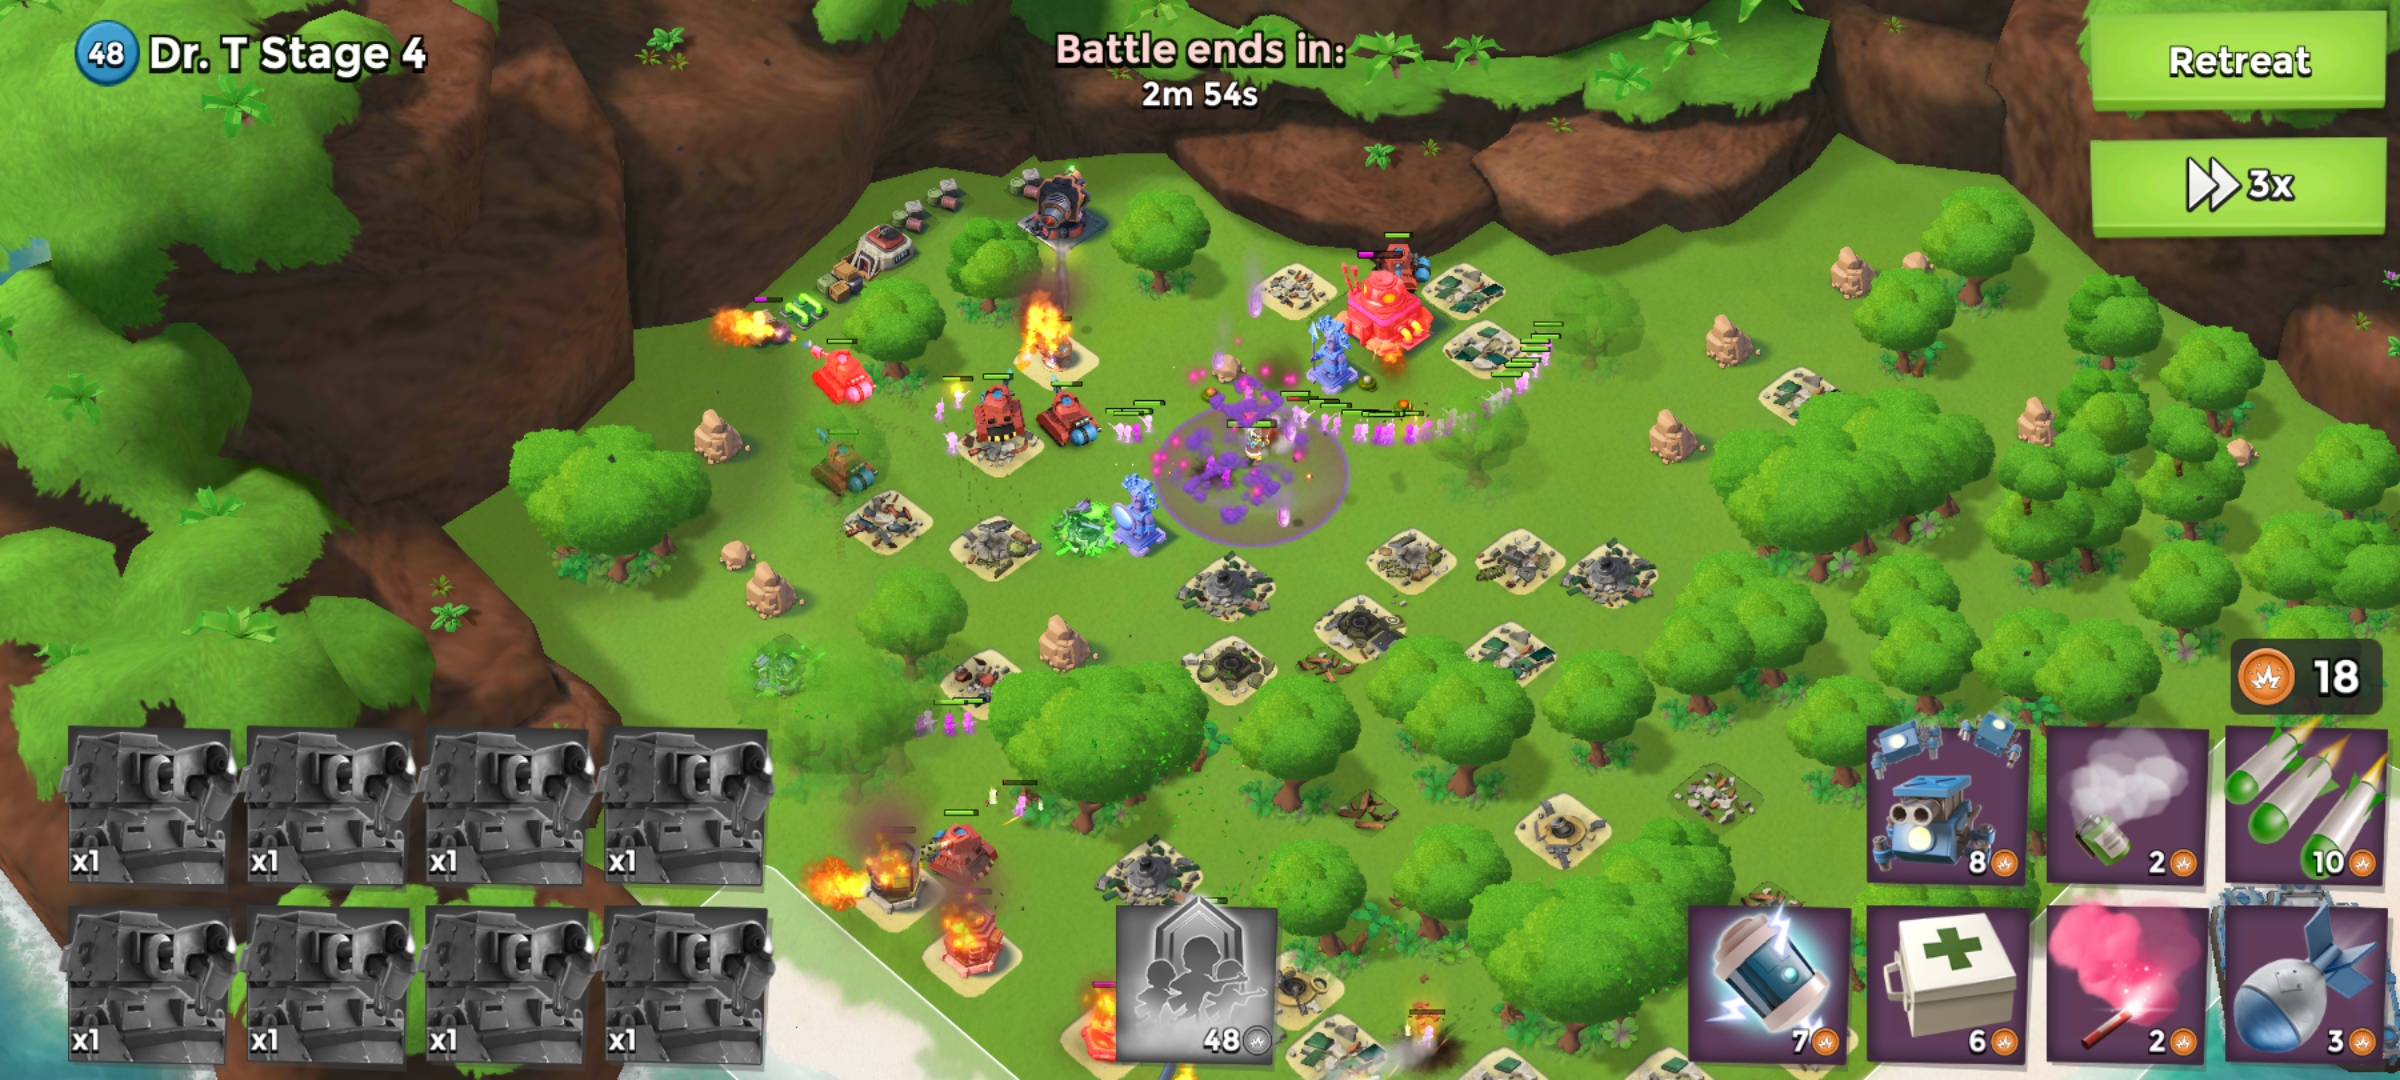 48 Dr. T Stage 4
Battle ends in:
2m 54s
Retreat
3x
18
x1 x1 x1 x1
8 2 10
x1 x1 x1 x1
48 7 6 2 3